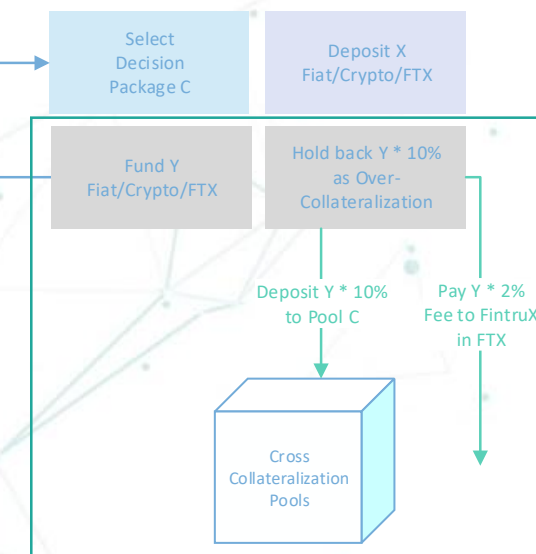 Select
Decision
Package C
Deposit X
Fiat/Crypto/FTX
Fund Y
Fiat/Crypto/FTX
Hold back Y * 10%
as Over-
Collateralization
Deposit Y * 10%
to Pool C
Pay Y * 2%
Fee to FintruX
in FTX
Cross
Collateralization
Pools